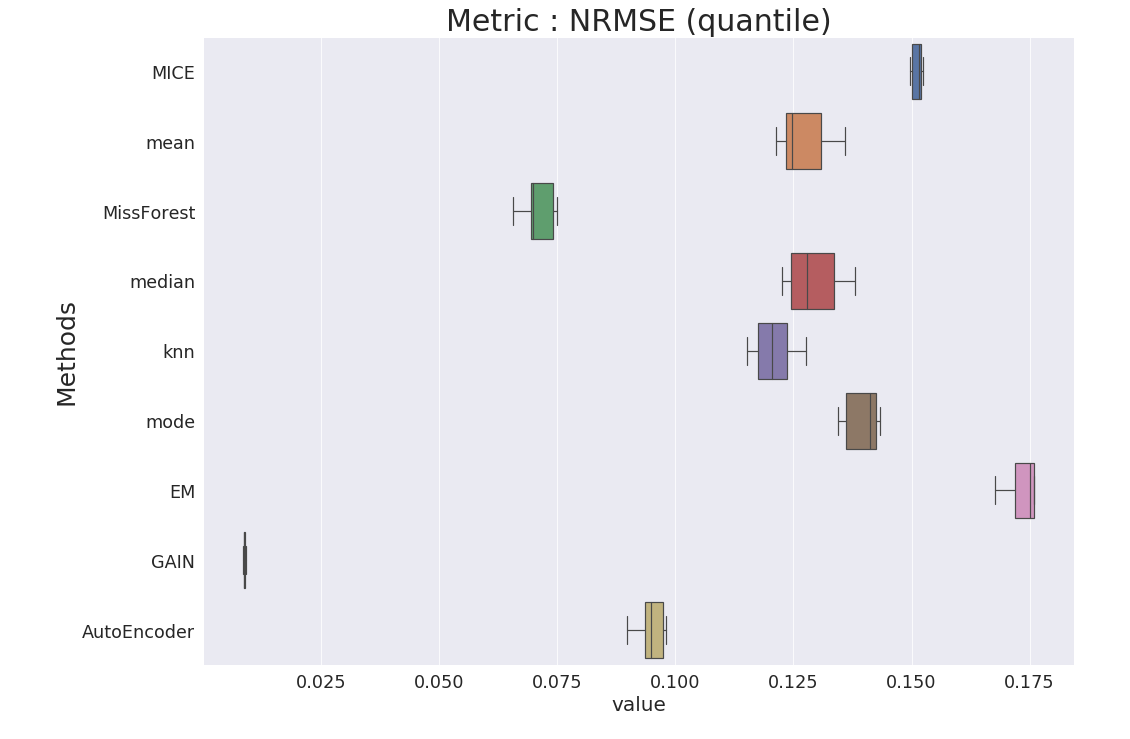 Metric : NRMSE (quantile)
Methods
MICE
mean
MissForest
median
knn
mode
EM
GAIN
AutoEncoder
0.025 0.050 0.075 0.100 0.125 0.150 0.175
value